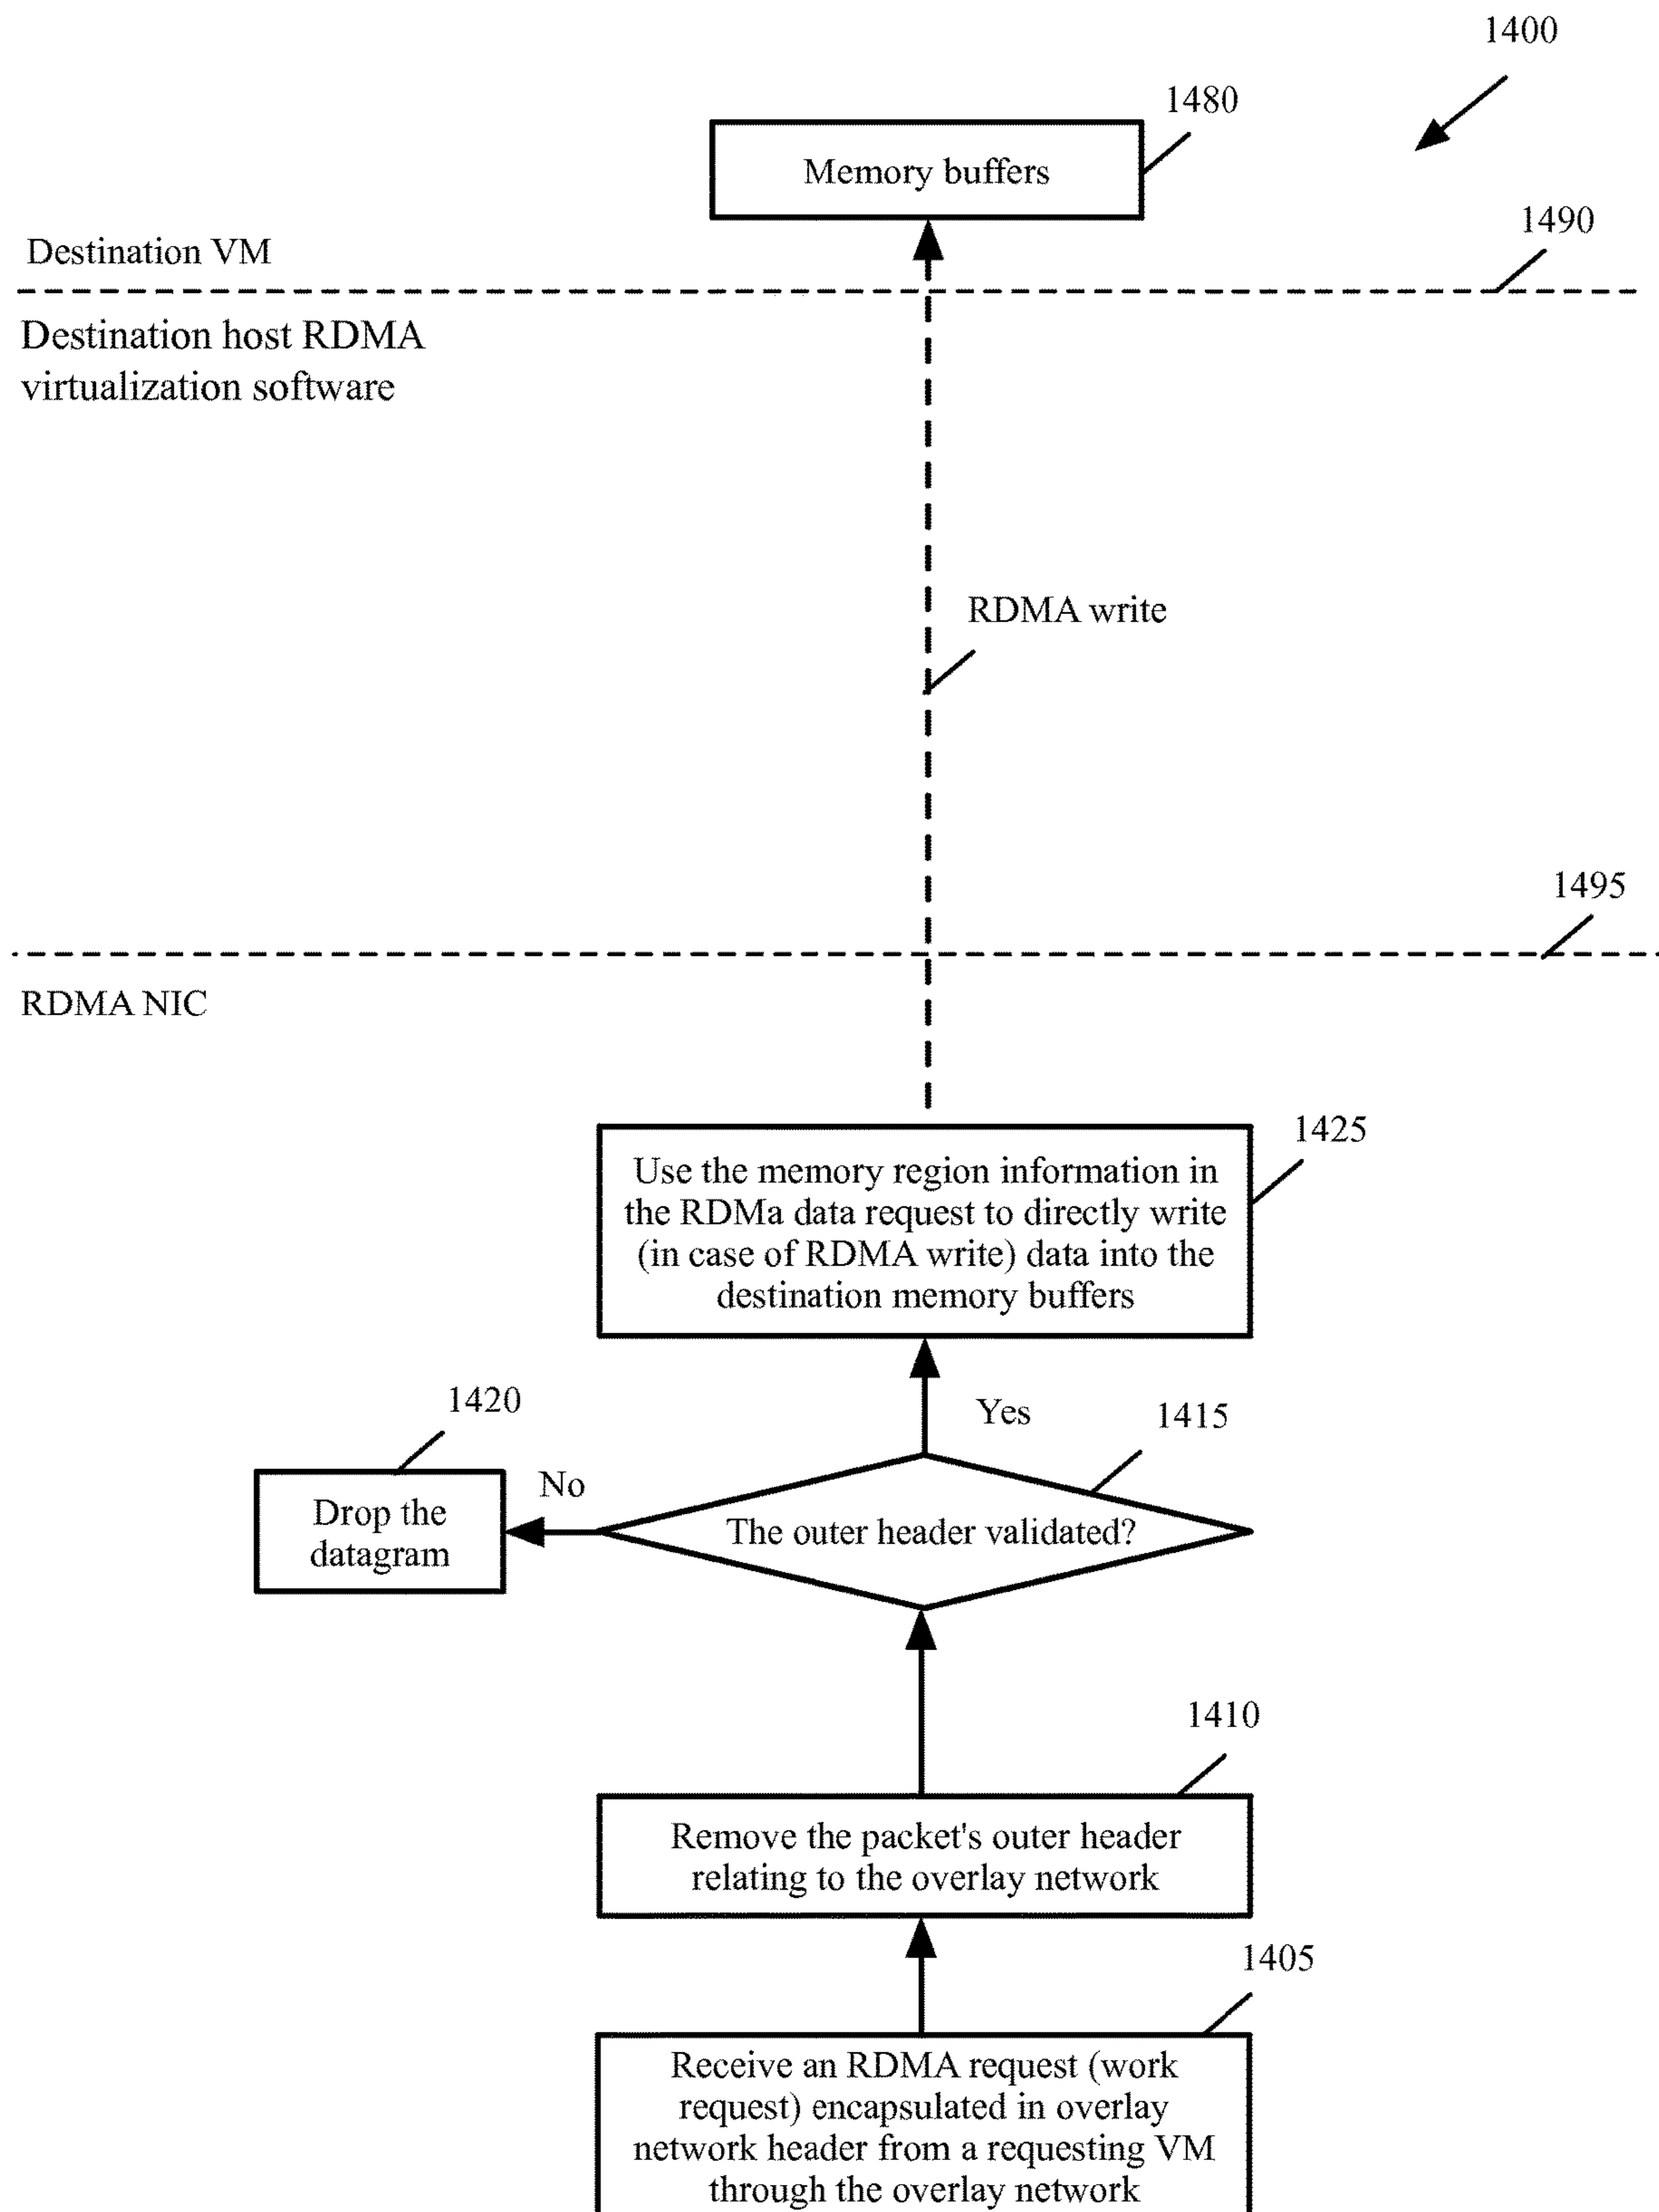 1400
1480
Memory buffers
1490
Destination VM
Destination host RDMA
virtualization software
RDMA write
1495
RDMA NIC
1425
Use the memory region information in
the RDMa data request to directly write
(in case of RDMA write) data into the
destination memory buffers
1420
Yes
1415
No
Drop the
datagram
The outer header validated?
1410
Remove the packet's outer header
relating to the overlay network
1405
Receive an RDMA request (work
request) encapsulated in overlay
network header from a requesting VM
through the overlay network